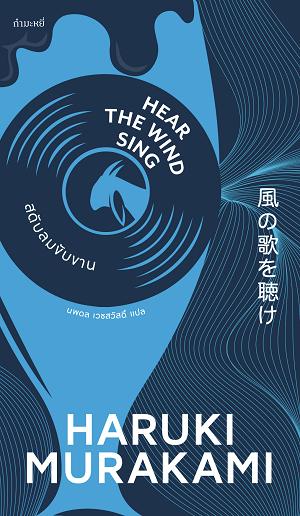 กำมะหยี่
HEAR
THE WIND
SING
สดับลมขับขาน
นพดล เวชสวัสดิ์ แปล
風の歌を聴け
HARUKI
MURAKAMI